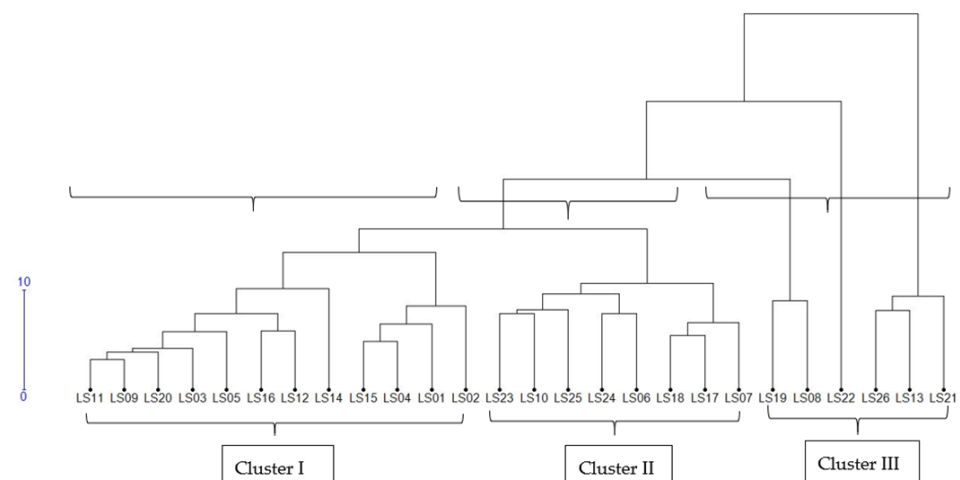 10
0
LS11 LS09 LS20 LS03 LS05 LS16 LS12 LS14 LS15 LS04 LS01 LS02 LS23 LS10 LS25 LS24 LS06 LS18 LS17 LS07 LS19 LS08 LS22 LS26 LS13 LS21
Cluster I Cluster II Cluster III